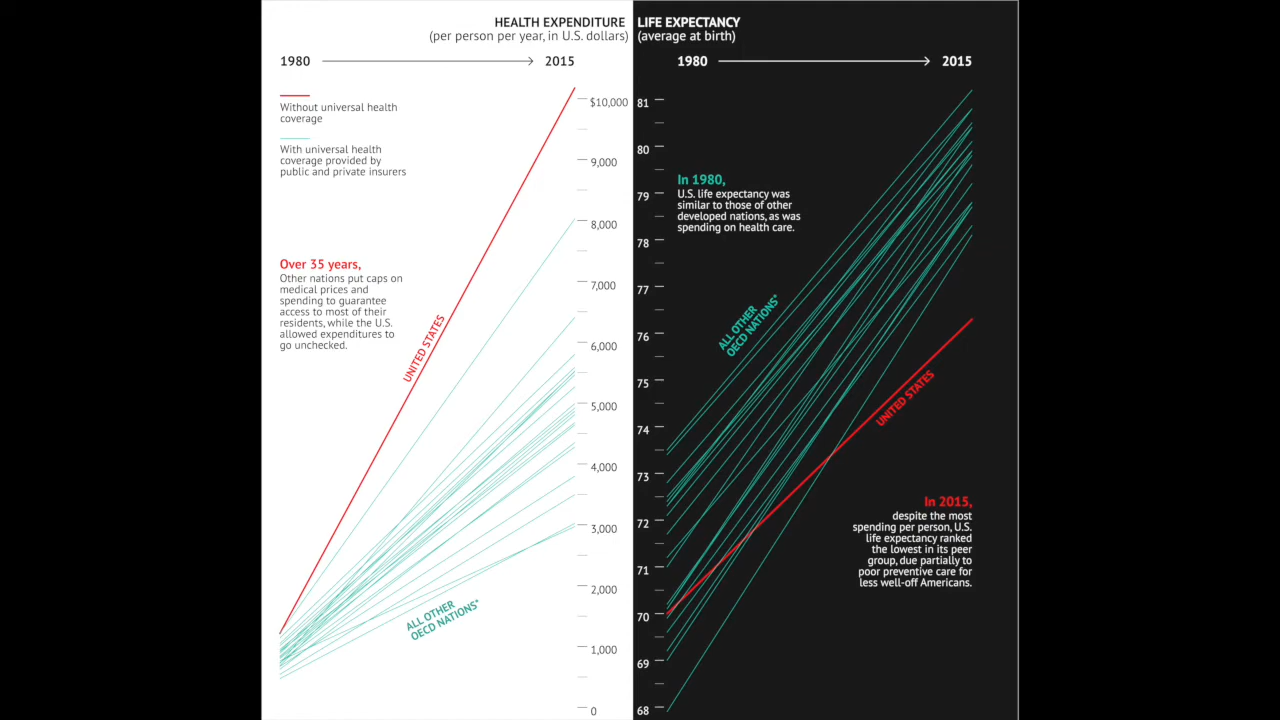 HEALTH EXPENDITURE
(per person per year, in U.S. dollars)
1980
2015
Without universal health
coverage
With universal health
coverage provided by
public and private insurers
Over 35 years,
Other nations put caps on
medical prices and
spending to guarantee
access to most of their
residents, while the U.S.
allowed expenditures to
go unchecked.
UNITED STATES
ALL OTHER
OECD NATIONS*
$10,000
9,000
8,000
7,000
6,000
5,000
4,000
3,000
2,000
1,000
0
LIFE EXPECTANCY
(average at birth)
1980
2015
81
80
79
78
77
76
75
74
73
72
71
70
69
68
In 1980,
U.S. life expectancy was
similar to those of other
developed nations, as was
spending on health care.
ALL OTHER
OECD NATIONS*
UNITED STATES
In 2015,
despite the most
spending per person, U.S.
life expectancy ranked
the lowest in its peer
group, due partially to
poor preventive care for
less well-off Americans.